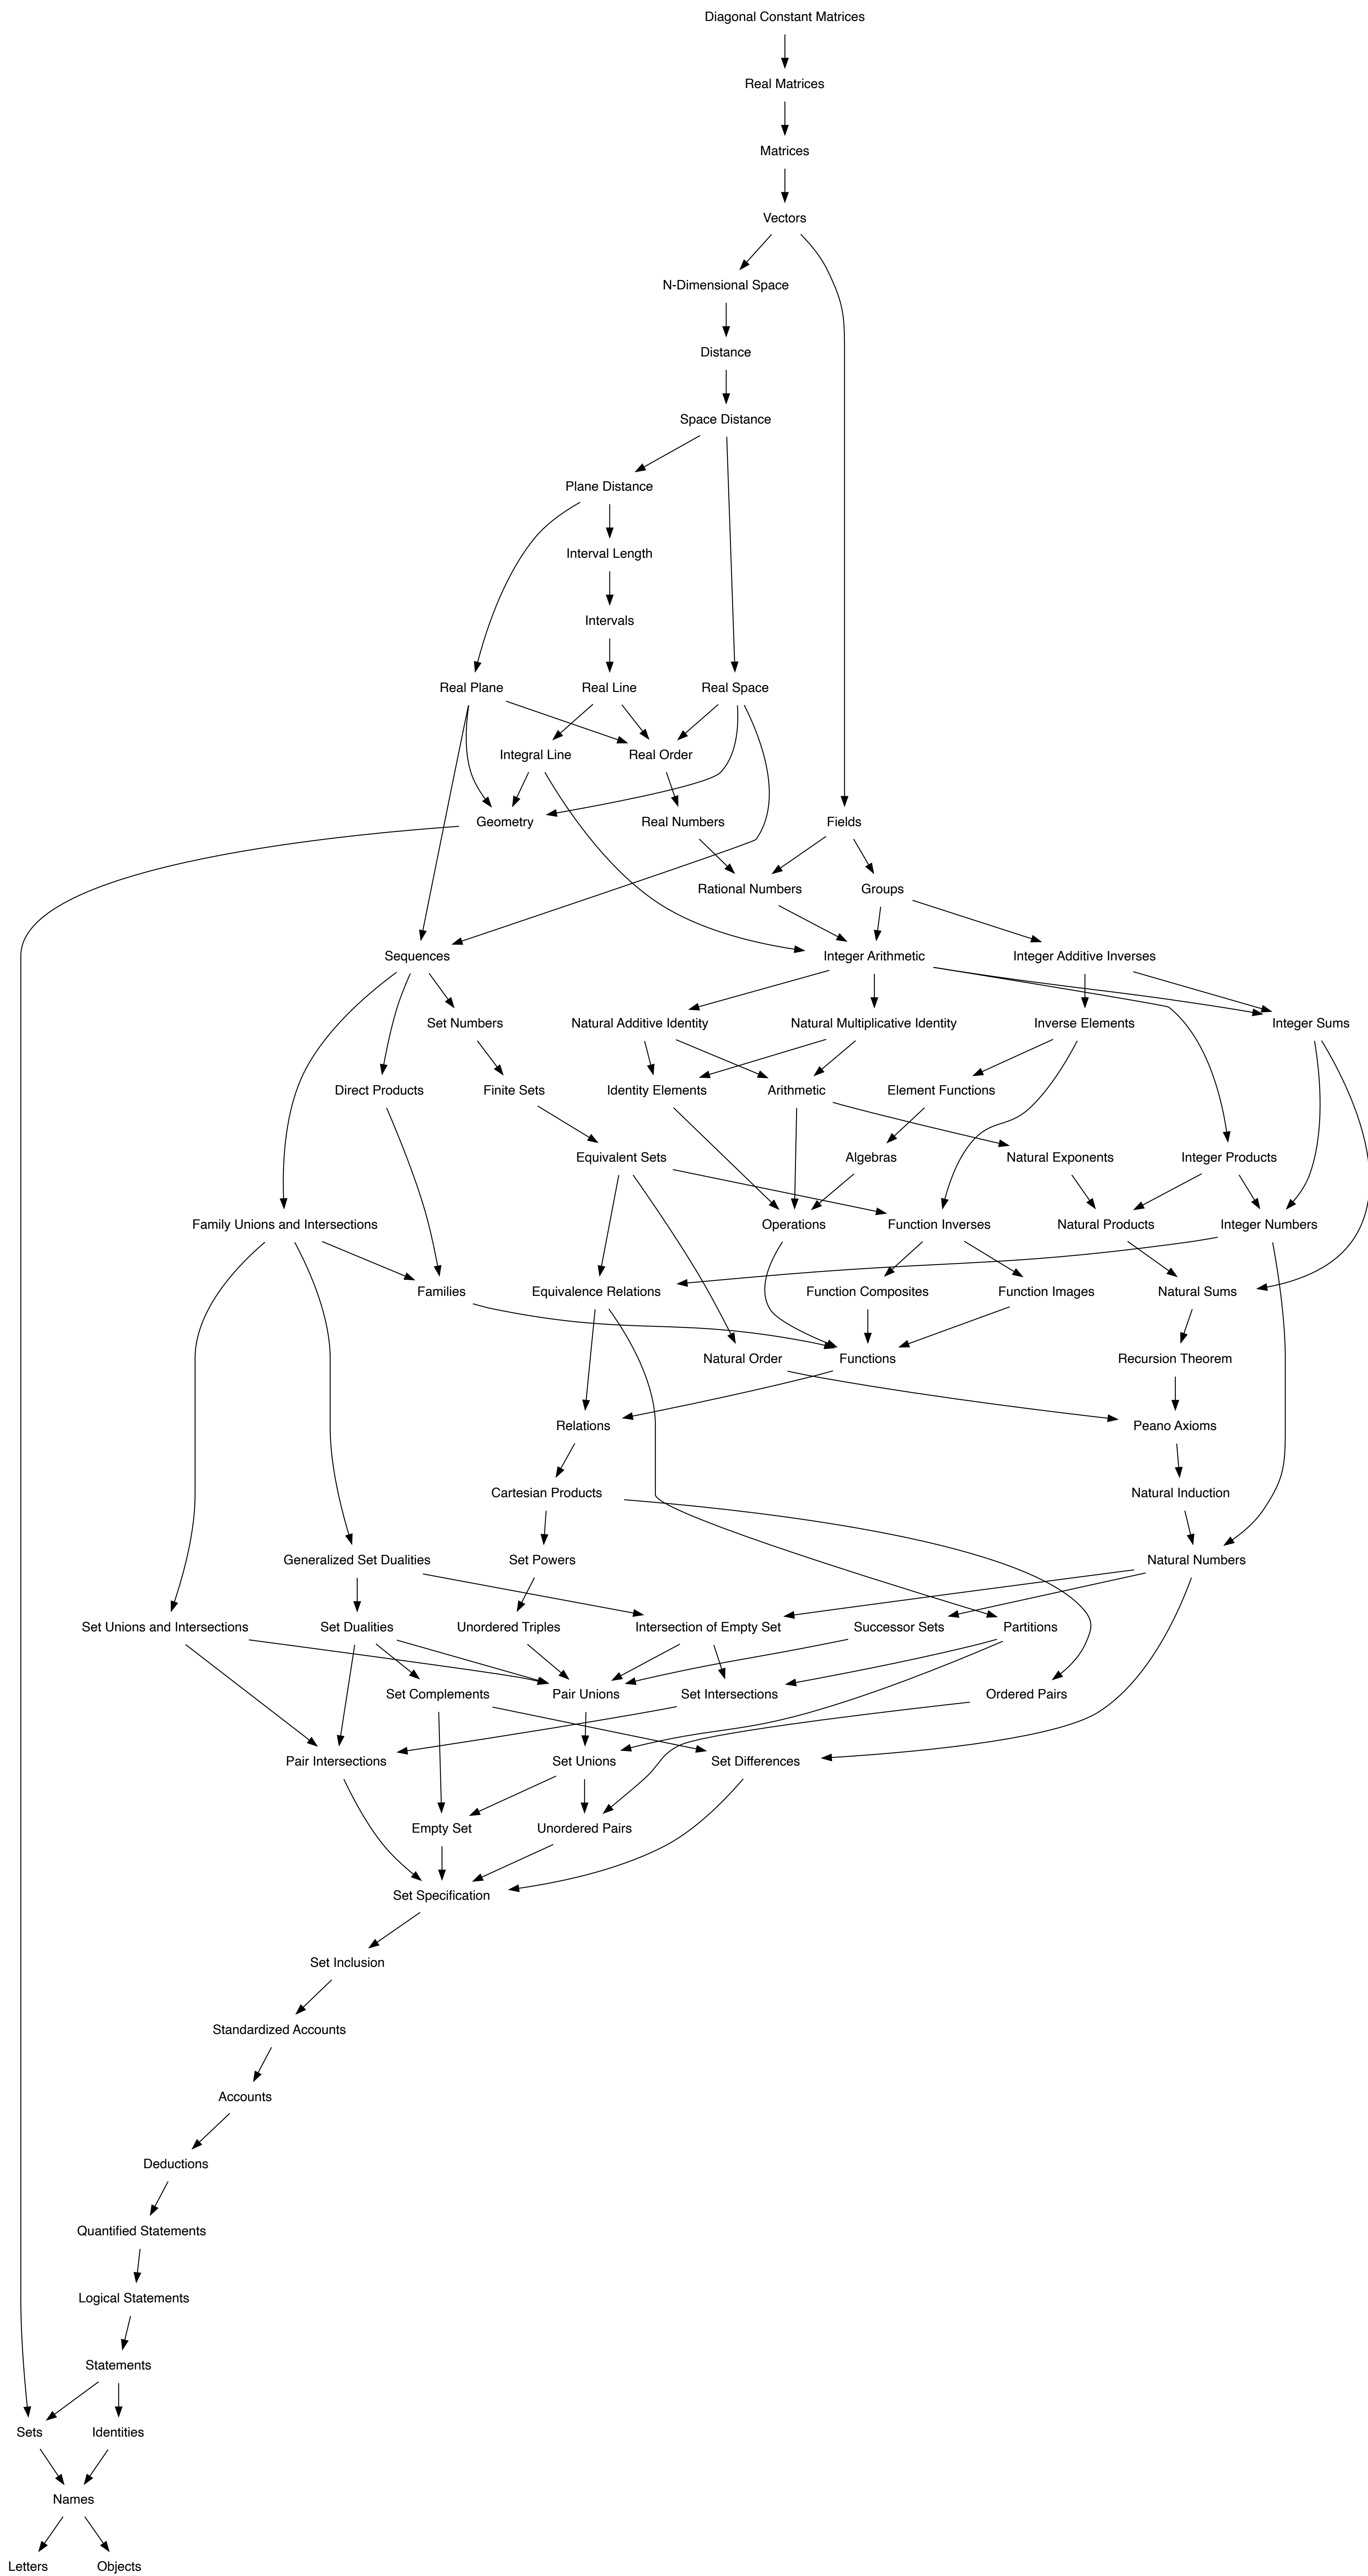 Diagonal Constant Matrices
Real Matrices
Matrices
Vectors
N-Dimensional Space
Distance
Space Distance
Plane Distance
Interval Length
Intervals
Real Plane
Real Line
Real Space
Integral Line
Real Order
Geometry
Real Numbers
Fields
Rational Numbers
Groups
Sequences
Integer Arithmetic
Integer Additive Inverses
Set Numbers
Natural Additive Identity
Natural Multiplicative Identity
Inverse Elements
Integer Sums
Direct Products
Finite Sets
Identity Elements
Arithmetic
Element Functions
Equivalent Sets
Algebras
Natural Exponents
Integer Products
Family Unions and Intersections
Operations
Function Inverses
Natural Products
Integer Numbers
Families
Equivalence Relations
Function Composites
Function Images
Natural Sums
Natural Order
Functions
Recursion Theorem
Relations
Peano Axioms
Cartesian Products
Natural Induction
Generalized Set Dualities
Set Powers
Natural Numbers
Set Unions and Intersections
Set Dualities
Unordered Triples
Intersection of Empty Set
Successor Sets
Partitions
Set Complements
Pair Unions
Set Intersections
Ordered Pairs
Pair Intersections
Set Unions
Set Differences
Empty Set
Unordered Pairs
Set Specification
Set Inclusion
Standardized Accounts
Accounts
Deductions
Quantified Statements
Logical Statements
Statements
Sets
Identities
Names
Letters
Objects